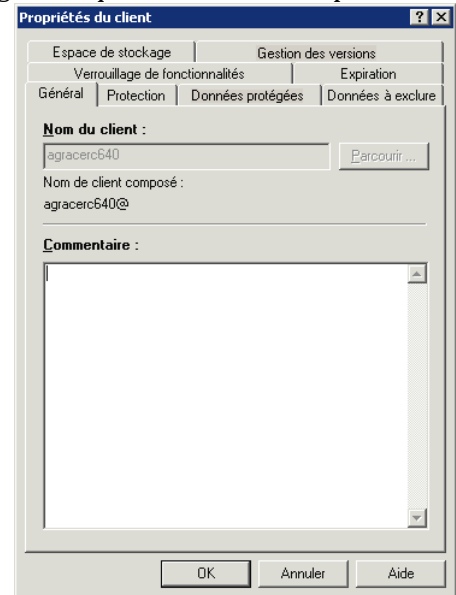 Propriétés du client
Espace de stockage Gestion des versions
Verrouillage de fonctionnalités Expiration
Général Protection Données protégées Données à exclure
Nom du client :
agracerc640 Parcourir ...
Nom de client composé :
agracerc640@
Commentaire :
OK Annuler Aide